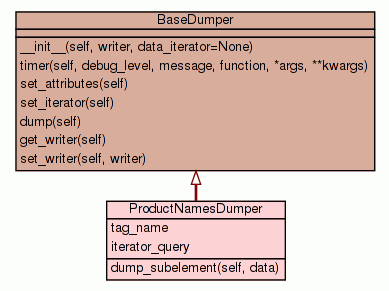 BaseDumper
__init__(self, writer, data_iterator=None)
timer(self, debug_level, message, function, *args, **kwargs)
set_attributes(self)
set_iterator(self)
dump(self)
get_writer(self)
set_writer(self, writer)
ProductNamesDumper
tag_name
iterator_query
dump_subelement(self, data)